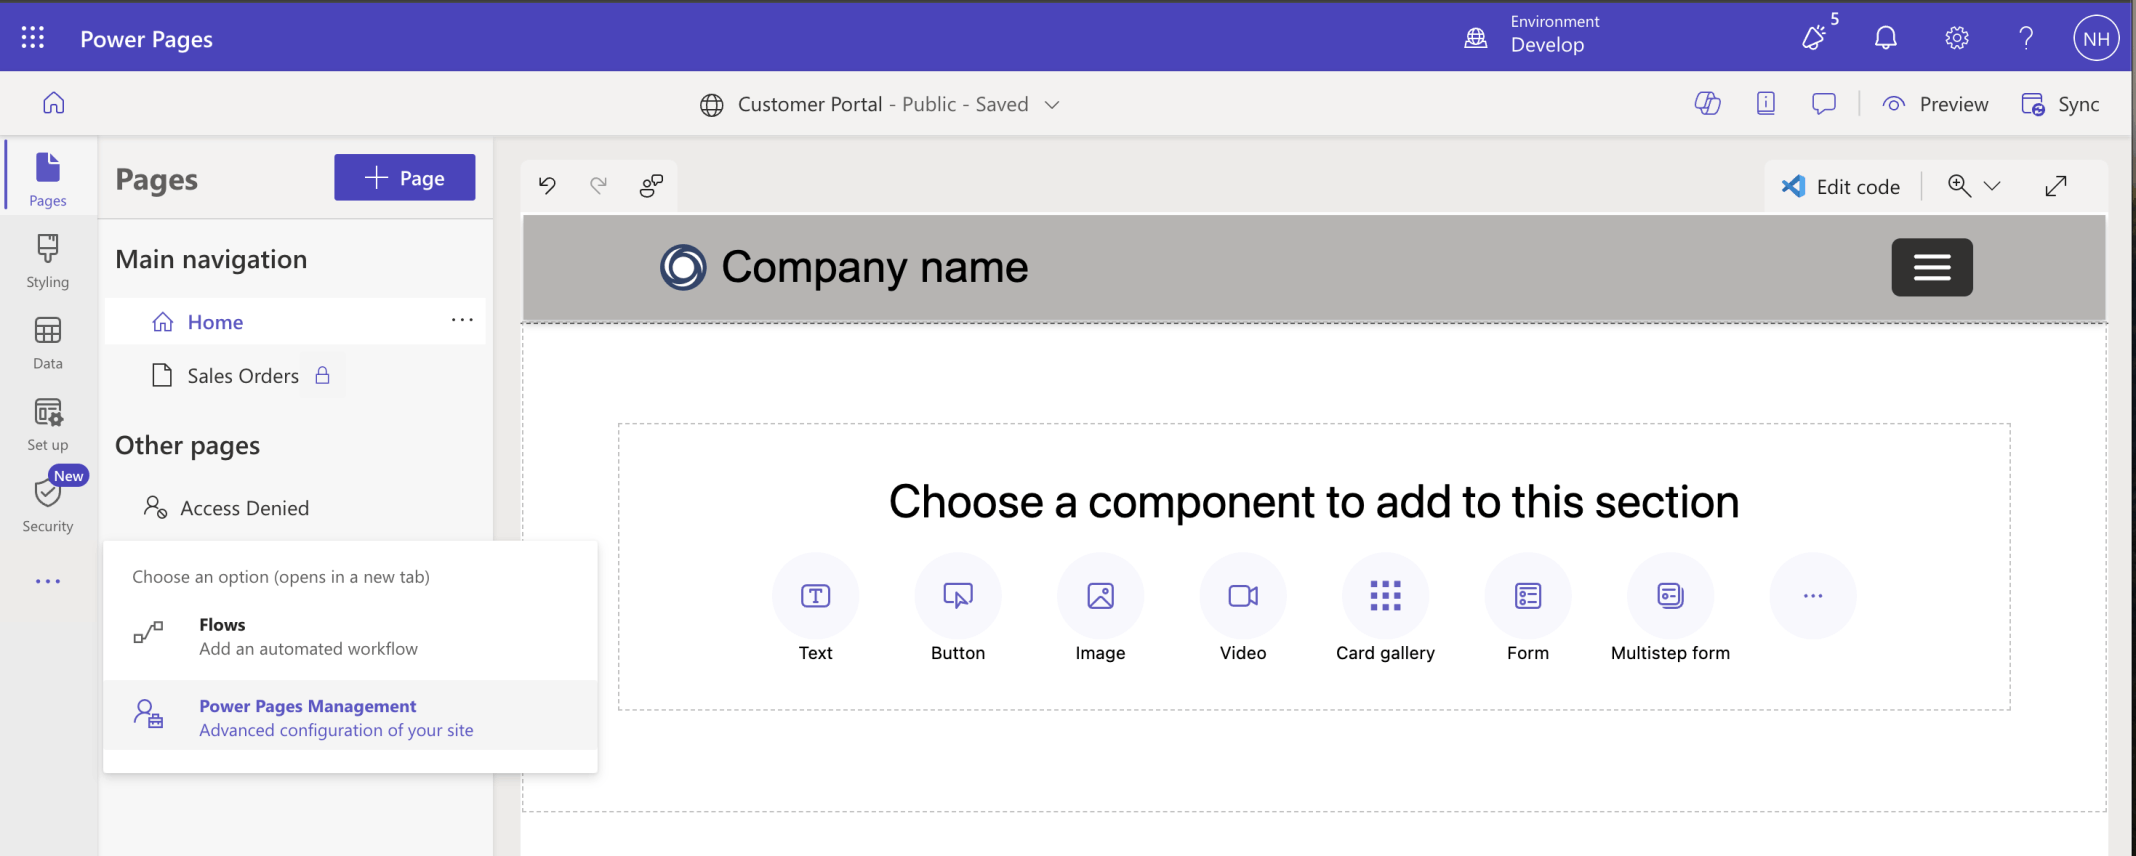 Power Pages
Environment
Develop
5
NH
Customer Portal - Public - Saved
Preview
Sync
Pages
Styling
Data
Set up
New
Security
Pages
Page
Main navigation
Home
Sales Orders
Other pages
Access Denied
Choose an option (opens in a new tab)
Flows
Add an automated workflow
Power Pages Management
Advanced configuration of your site
Edit code
Company name
Choose a component to add to this section
Text
Button
Image
Video
Card gallery
Form
Multistep form